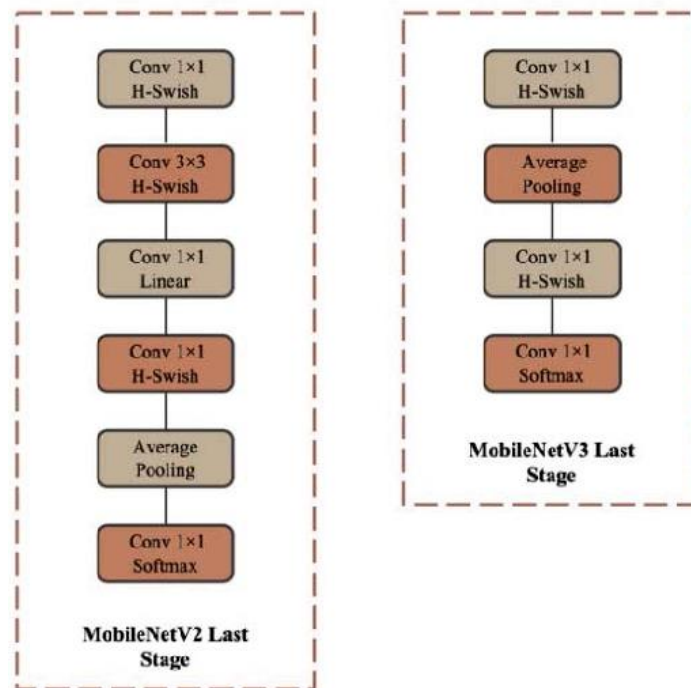 Conv 1×1
H-Swish
Conv 3×3
H-Swish
Conv 1×1
Linear
Conv 1×1
H-Swish
Average
Pooling
Conv 1×1
Softmax
MobileNetV2 Last
Stage
Conv 1×1
H-Swish
Average
Pooling
Conv 1×1
H-Swish
Conv 1×1
Softmax
MobileNetV3 Last
Stage